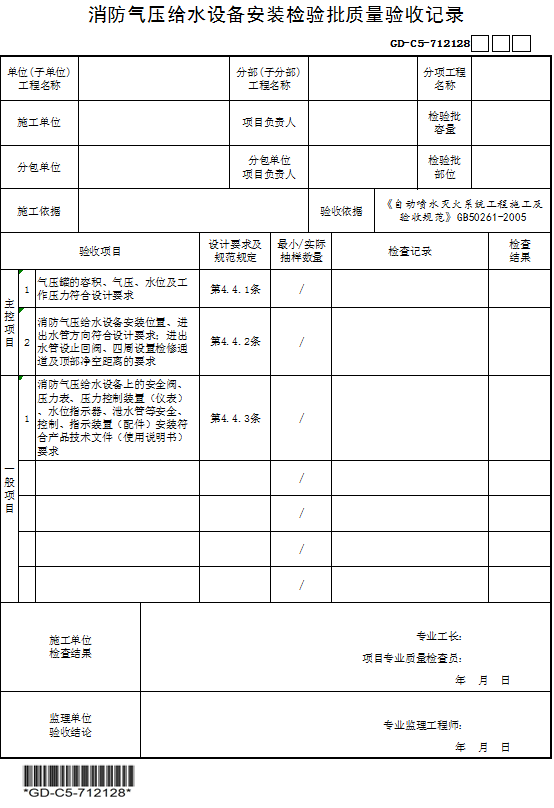 消防气压给水设备安装检验批质量验收记录
GD-C5-712128
单位(子单位)
工程名称
分部(子分部)
工程名称
分项工程
名称
施工单位
项目负责人
检验批
容量
分包单位
分包单位
项目负责人
检验批
部位
施工依据
验收依据
《自动喷水灭火系统工程施工及
验收规范》GB50261-2005
验收项目
设计要求及
规范规定
最小/实际
抽样数量
检查记录
检查
结果
主控项目
1
气压罐的容积、气压、水位及工
作压力符合设计要求
第4.4.1条
/
2
消防气压给水设备安装位置、进
出水管方向符合设计要求；进出
水管设止回阀、四周设置检修通
道及顶部净空距离的要求
第4.4.2条
/
一般项目
1
消防气压给水设备上的安全阀、
压力表、压力控制装置（仪表）
、水位指示器、泄水管等安全、
控制、指示装置（配件）安装符
合产品技术文件（使用说明书）
要求
第4.4.3条
/
/
/
/
/
施工单位
检查结果
专业工长:
项目专业质量检查员:
年 月 日
监理单位
验收结论
专业监理工程师:
年 月 日
*GD-C5-712128*